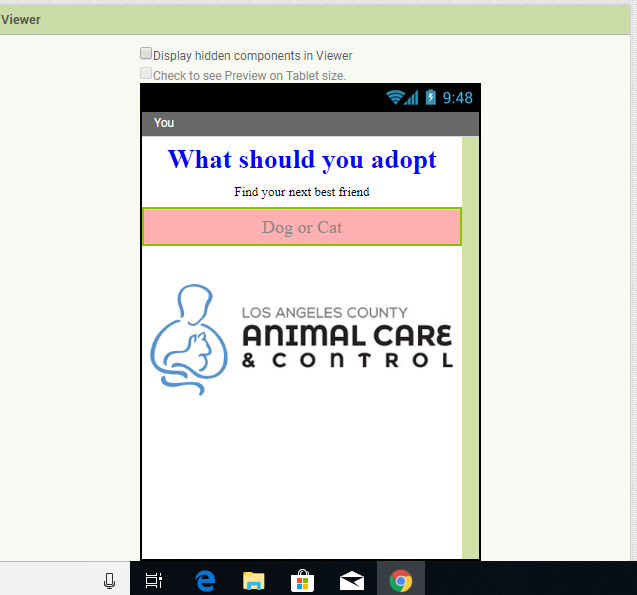 Viewer
Display hidden components in Viewer
Check to see Preview on Tablet size.
9:48
You
What should you adopt
Find your next best friend
Dog or Cat
LOS ANGELES COUNTY
ANIMAL CARE
& CONTROL